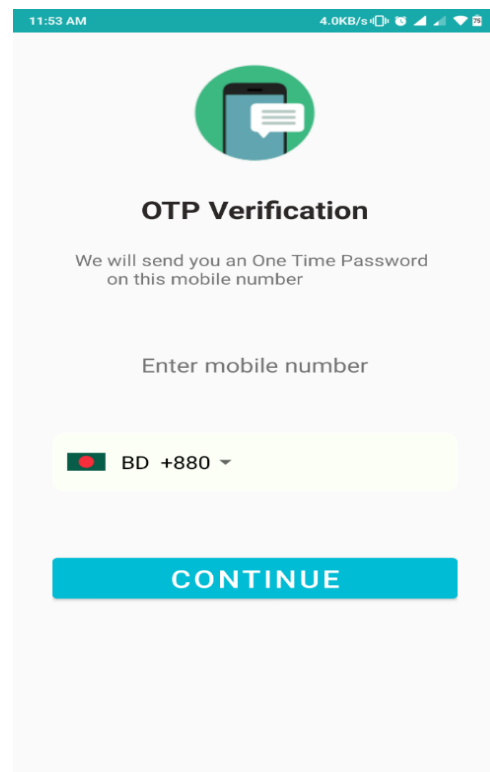 11:53 AM 4.0KB/s 79
OTP Verification
We will send you an One Time Password
on this mobile number
Enter mobile number
BD +880
CONTINUE